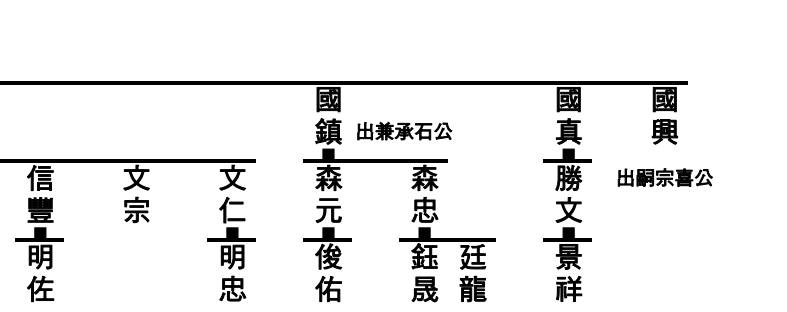 國興
國真
國鎮
出兼承石公
出嗣宗喜公
勝文
森忠
森元
文仁
文宗
信豐
景祥
廷龍
鈺晟
俊佑
明忠
明佐